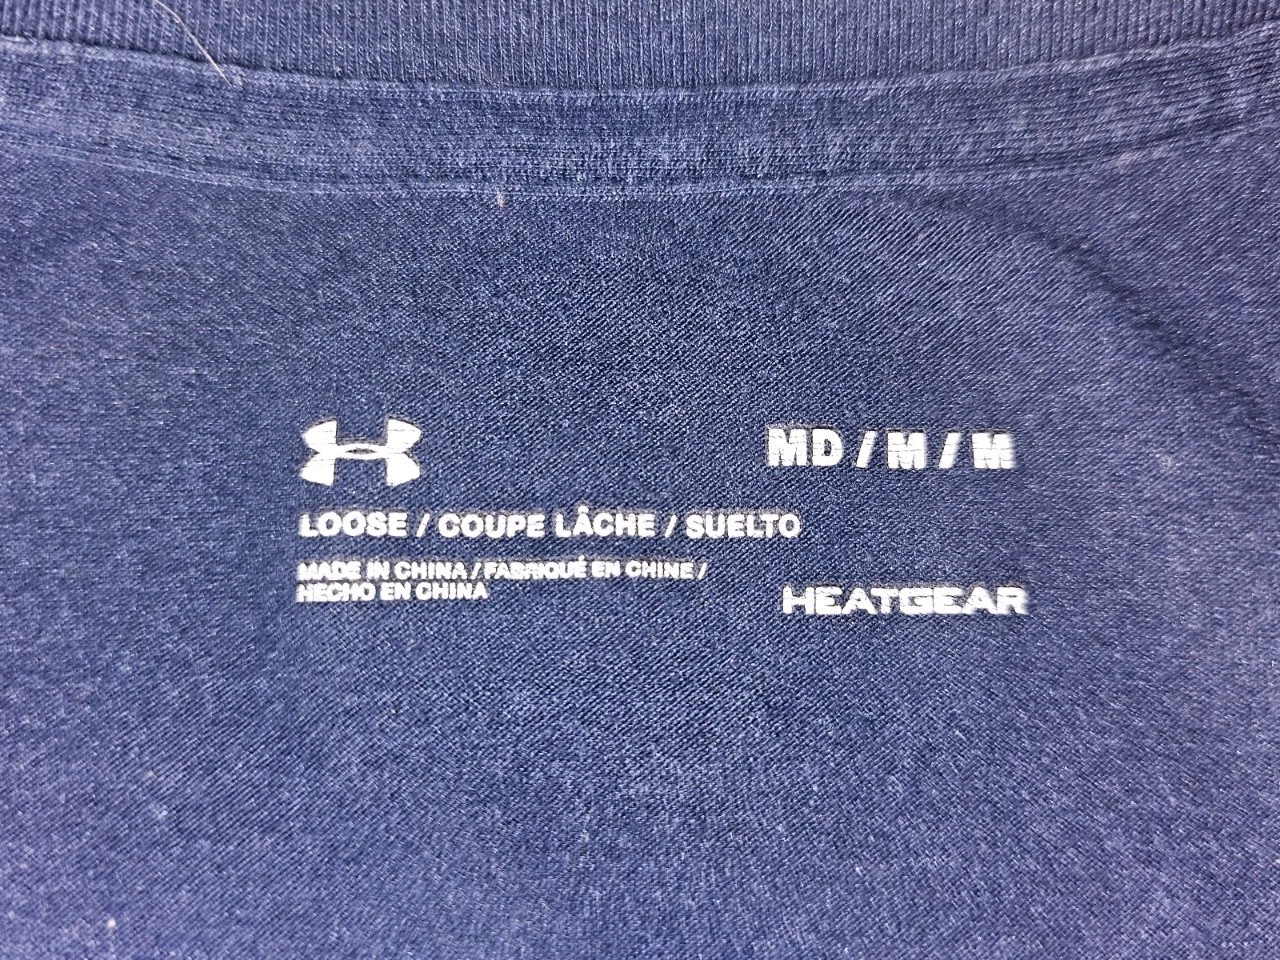 MD / M / M
LOOSE / COUPE LÂCHE / SUELTO
MADE IN CHINA / FABRIQUÉ EN CHINE /
HECHO EN CHINA
HEATGEAR